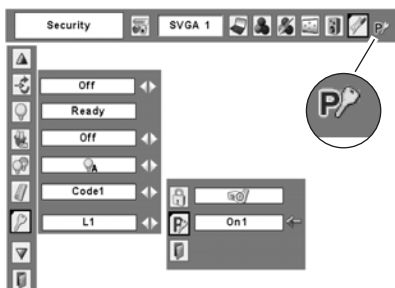 Security SVGA 1
Off
Ready
Off
A
Code1
L1
On1
P
P
P